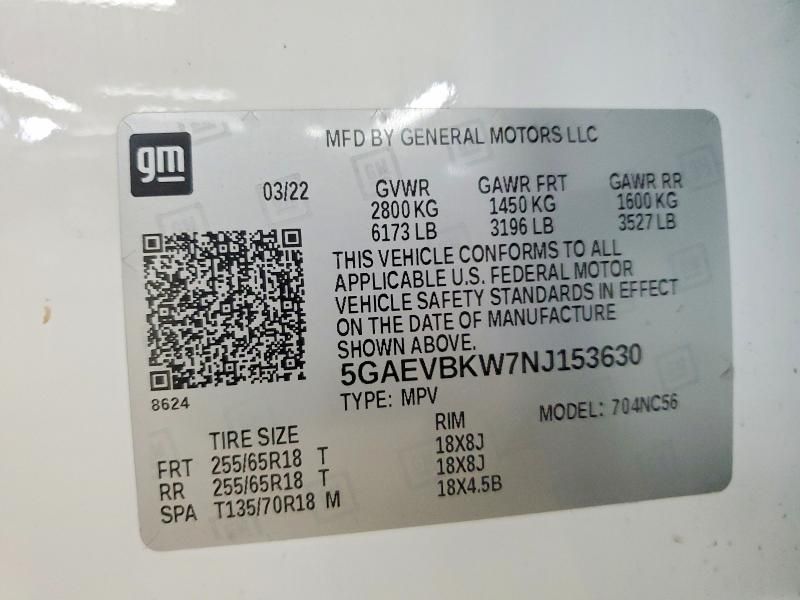 gm
MFD BY GENERAL MOTORS LLC
03/22 GVWR GAWR FRT GAWR RR
2800 KG 1450 KG 1600 KG
6173 LB 3196 LB 3527 LB
THIS VEHICLE CONFORMS TO ALL
APPLICABLE U.S. FEDERAL MOTOR
VEHICLE SAFETY STANDARDS IN EFFECT
ON THE DATE OF MANUFACTURE
SHOWN ABOVE.
5GAEVBKW7NJ153630
8624
TYPE: MPV MODEL: 704NC56
TIRE SIZE RIM
FRT 255/65R18 T 18X8J
RR 255/65R18 T 18X8J
SPA T135/70R18 M 18X4.5B